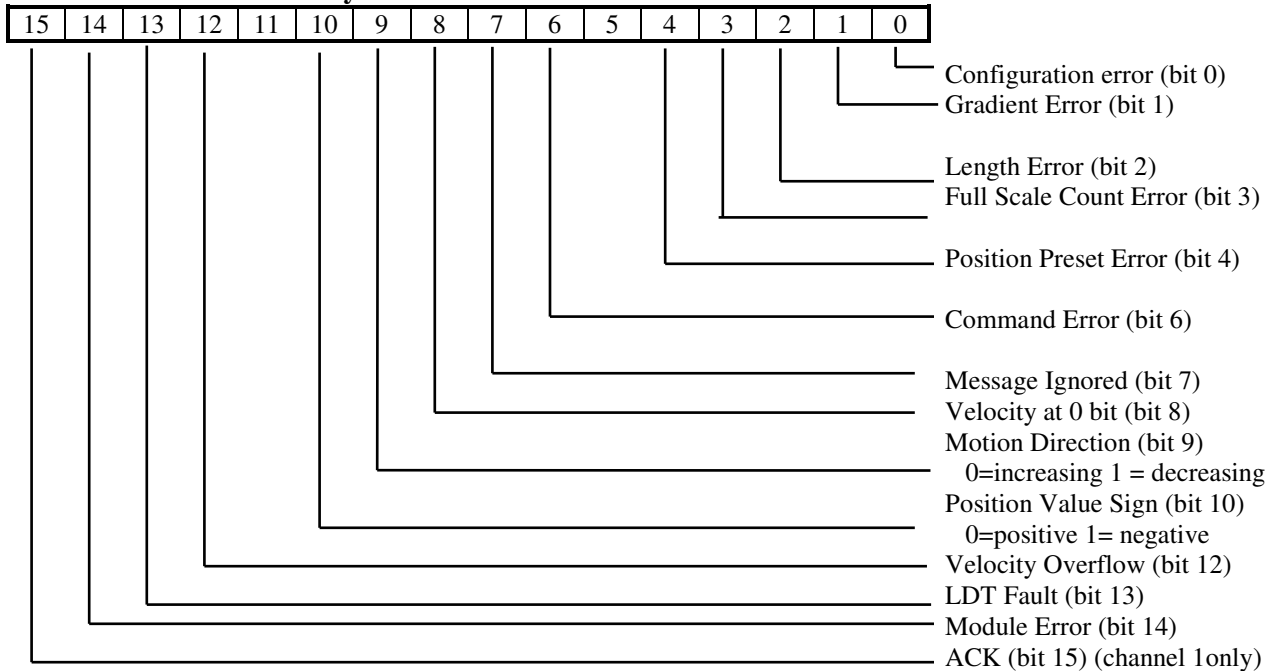 15 14 13 12 11 10 9 8 7 6 5 4 3 2 1 0
Configuration error (bit 0)
Gradient Error (bit 1)
Length Error (bit 2)
Full Scale Count Error (bit 3)
Position Preset Error (bit 4)
Command Error (bit 6)
Message Ignored (bit 7)
Velocity at 0 bit (bit 8)
Motion Direction (bit 9)
0=increasing 1 = decreasing
Position Value Sign (bit 10)
0=positive 1= negative
Velocity Overflow (bit 12)
LDT Fault (bit 13)
Module Error (bit 14)
ACK (bit 15) (channel 1only)